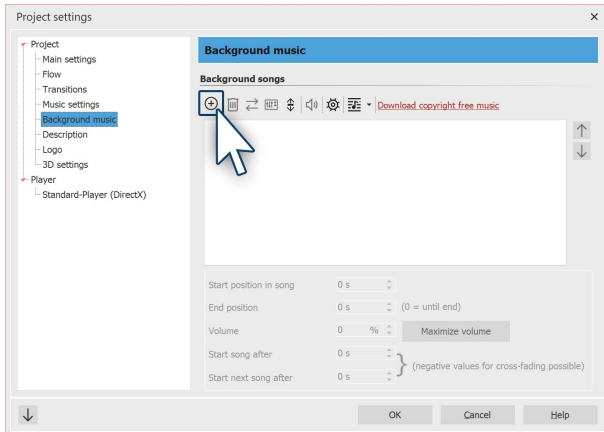 Project settings
Project
Main settings
Flow
Transitions
Music settings
Background music
Description
Logo
3D settings
Player
Standard-Player (DirectX)
Background music
Background songs
Download copyright free music
Start position in song 0 s
End position 0 s (0 = until end)
Volume 0 % Maximize volume
Start song after 0 s
(negative values for cross-fading possible)
Start next song after 0 s
OK Cancel Help